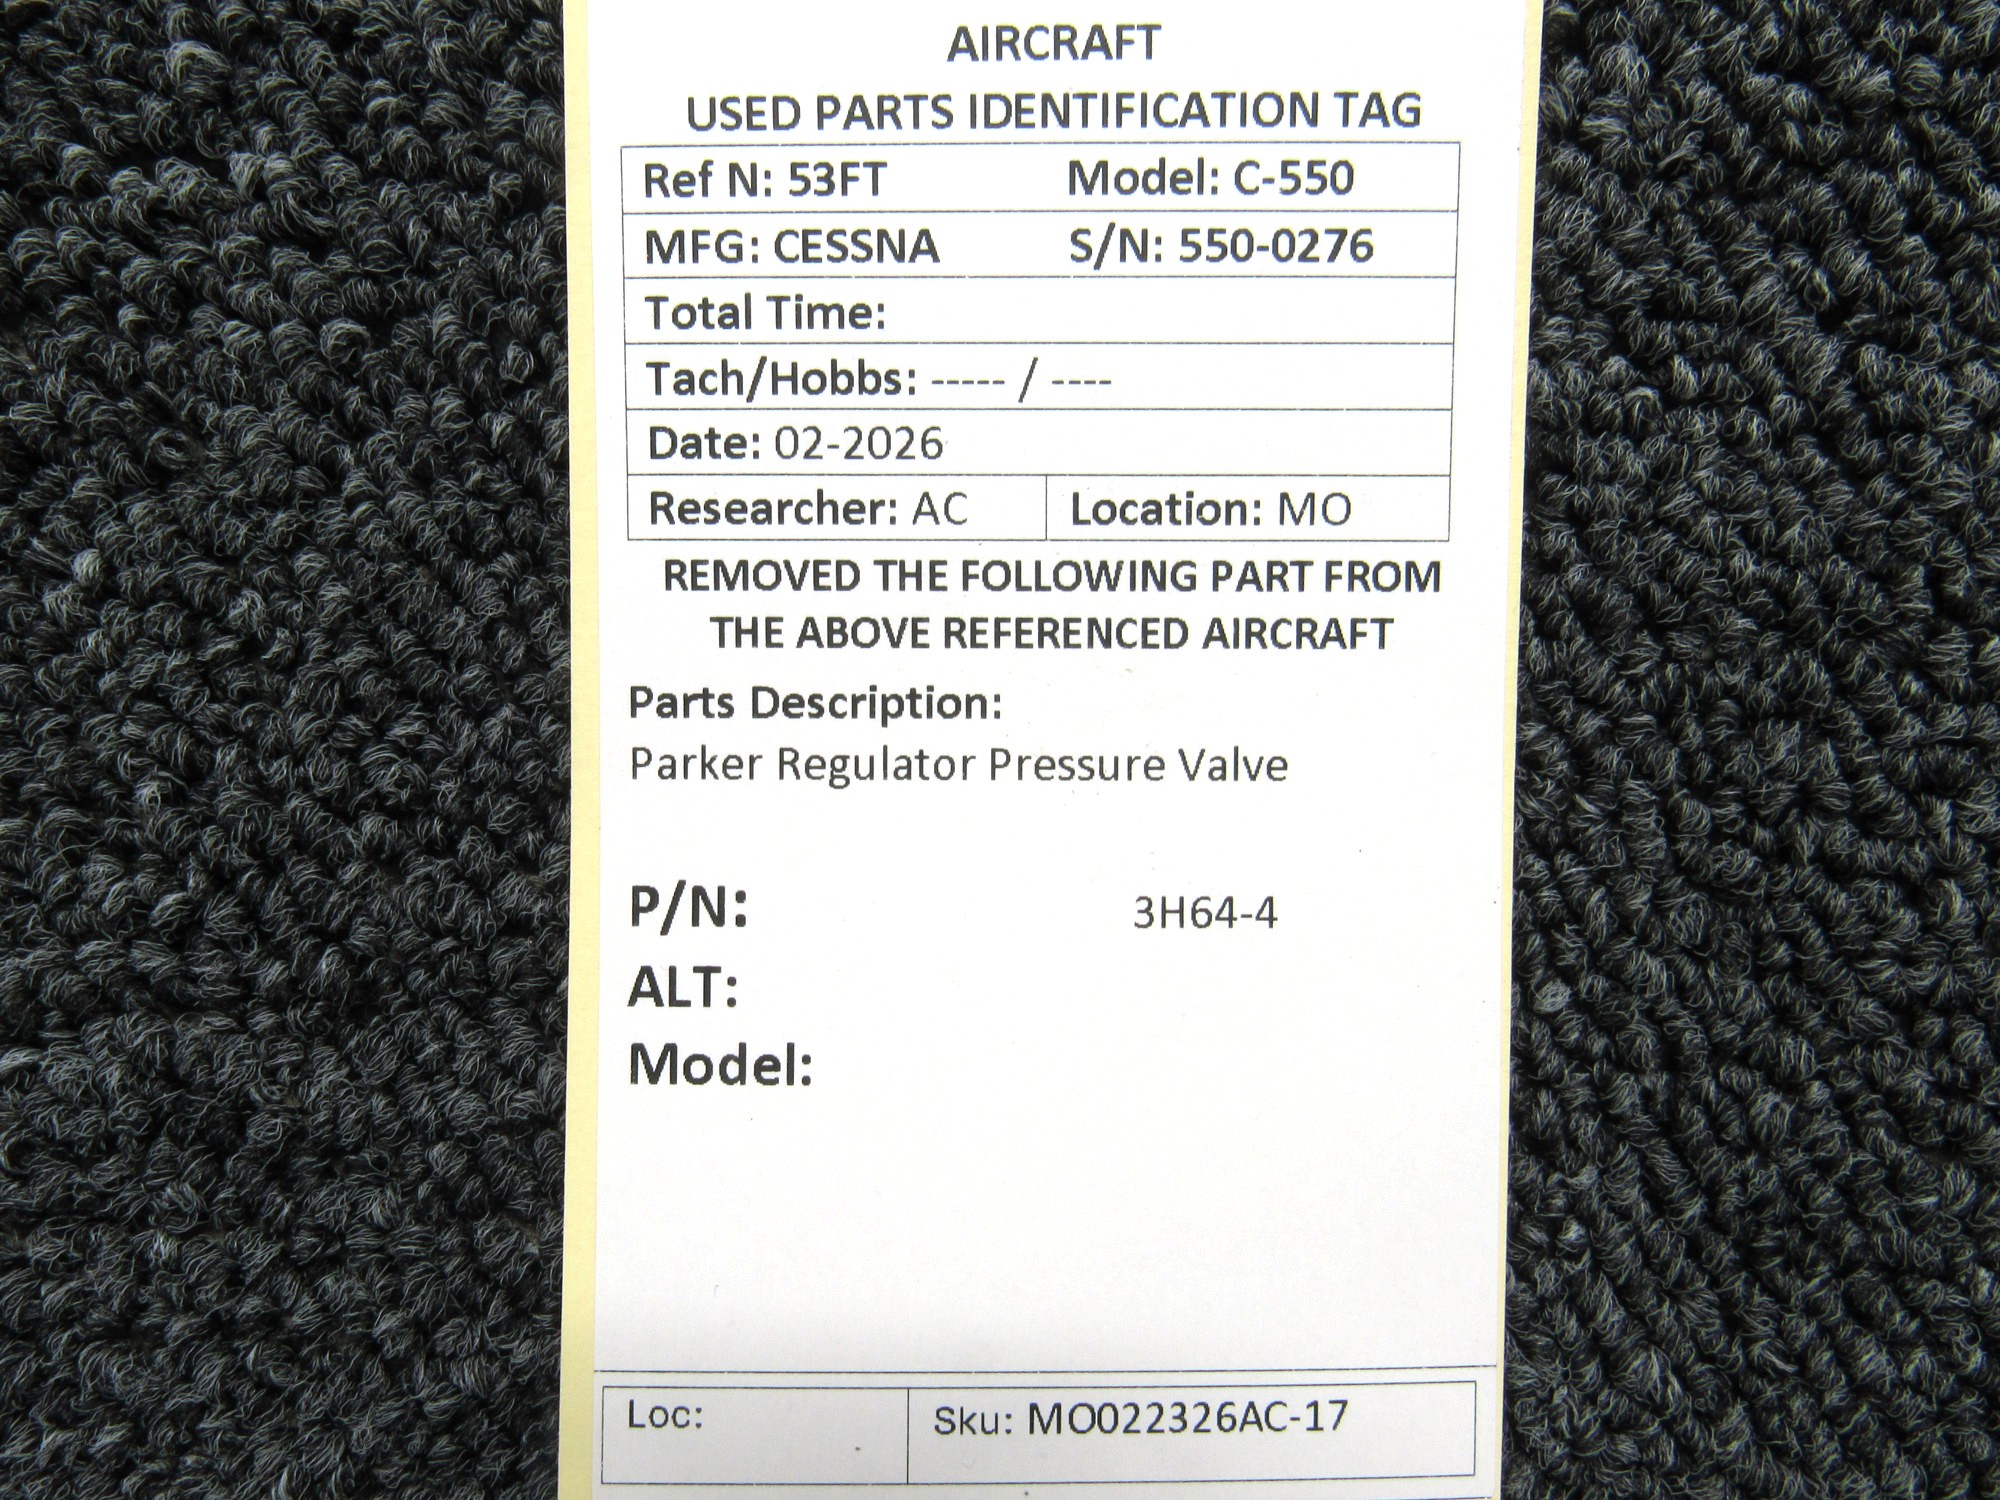 AIRCRAFT
USED PARTS IDENTIFICATION TAG
Ref N: 53FT Model: C-550
MFG: CESSNA S/N: 550-0276
Total Time:
Tach/Hobbs: ----- / ----
Date: 02-2026
Researcher: AC Location: MO
REMOVED THE FOLLOWING PART FROM
THE ABOVE REFERENCED AIRCRAFT
Parts Description:
Parker Regulator Pressure Valve
P/N: 3H64-4
ALT:
Model:
Loc: Sku: MO022326AC-17